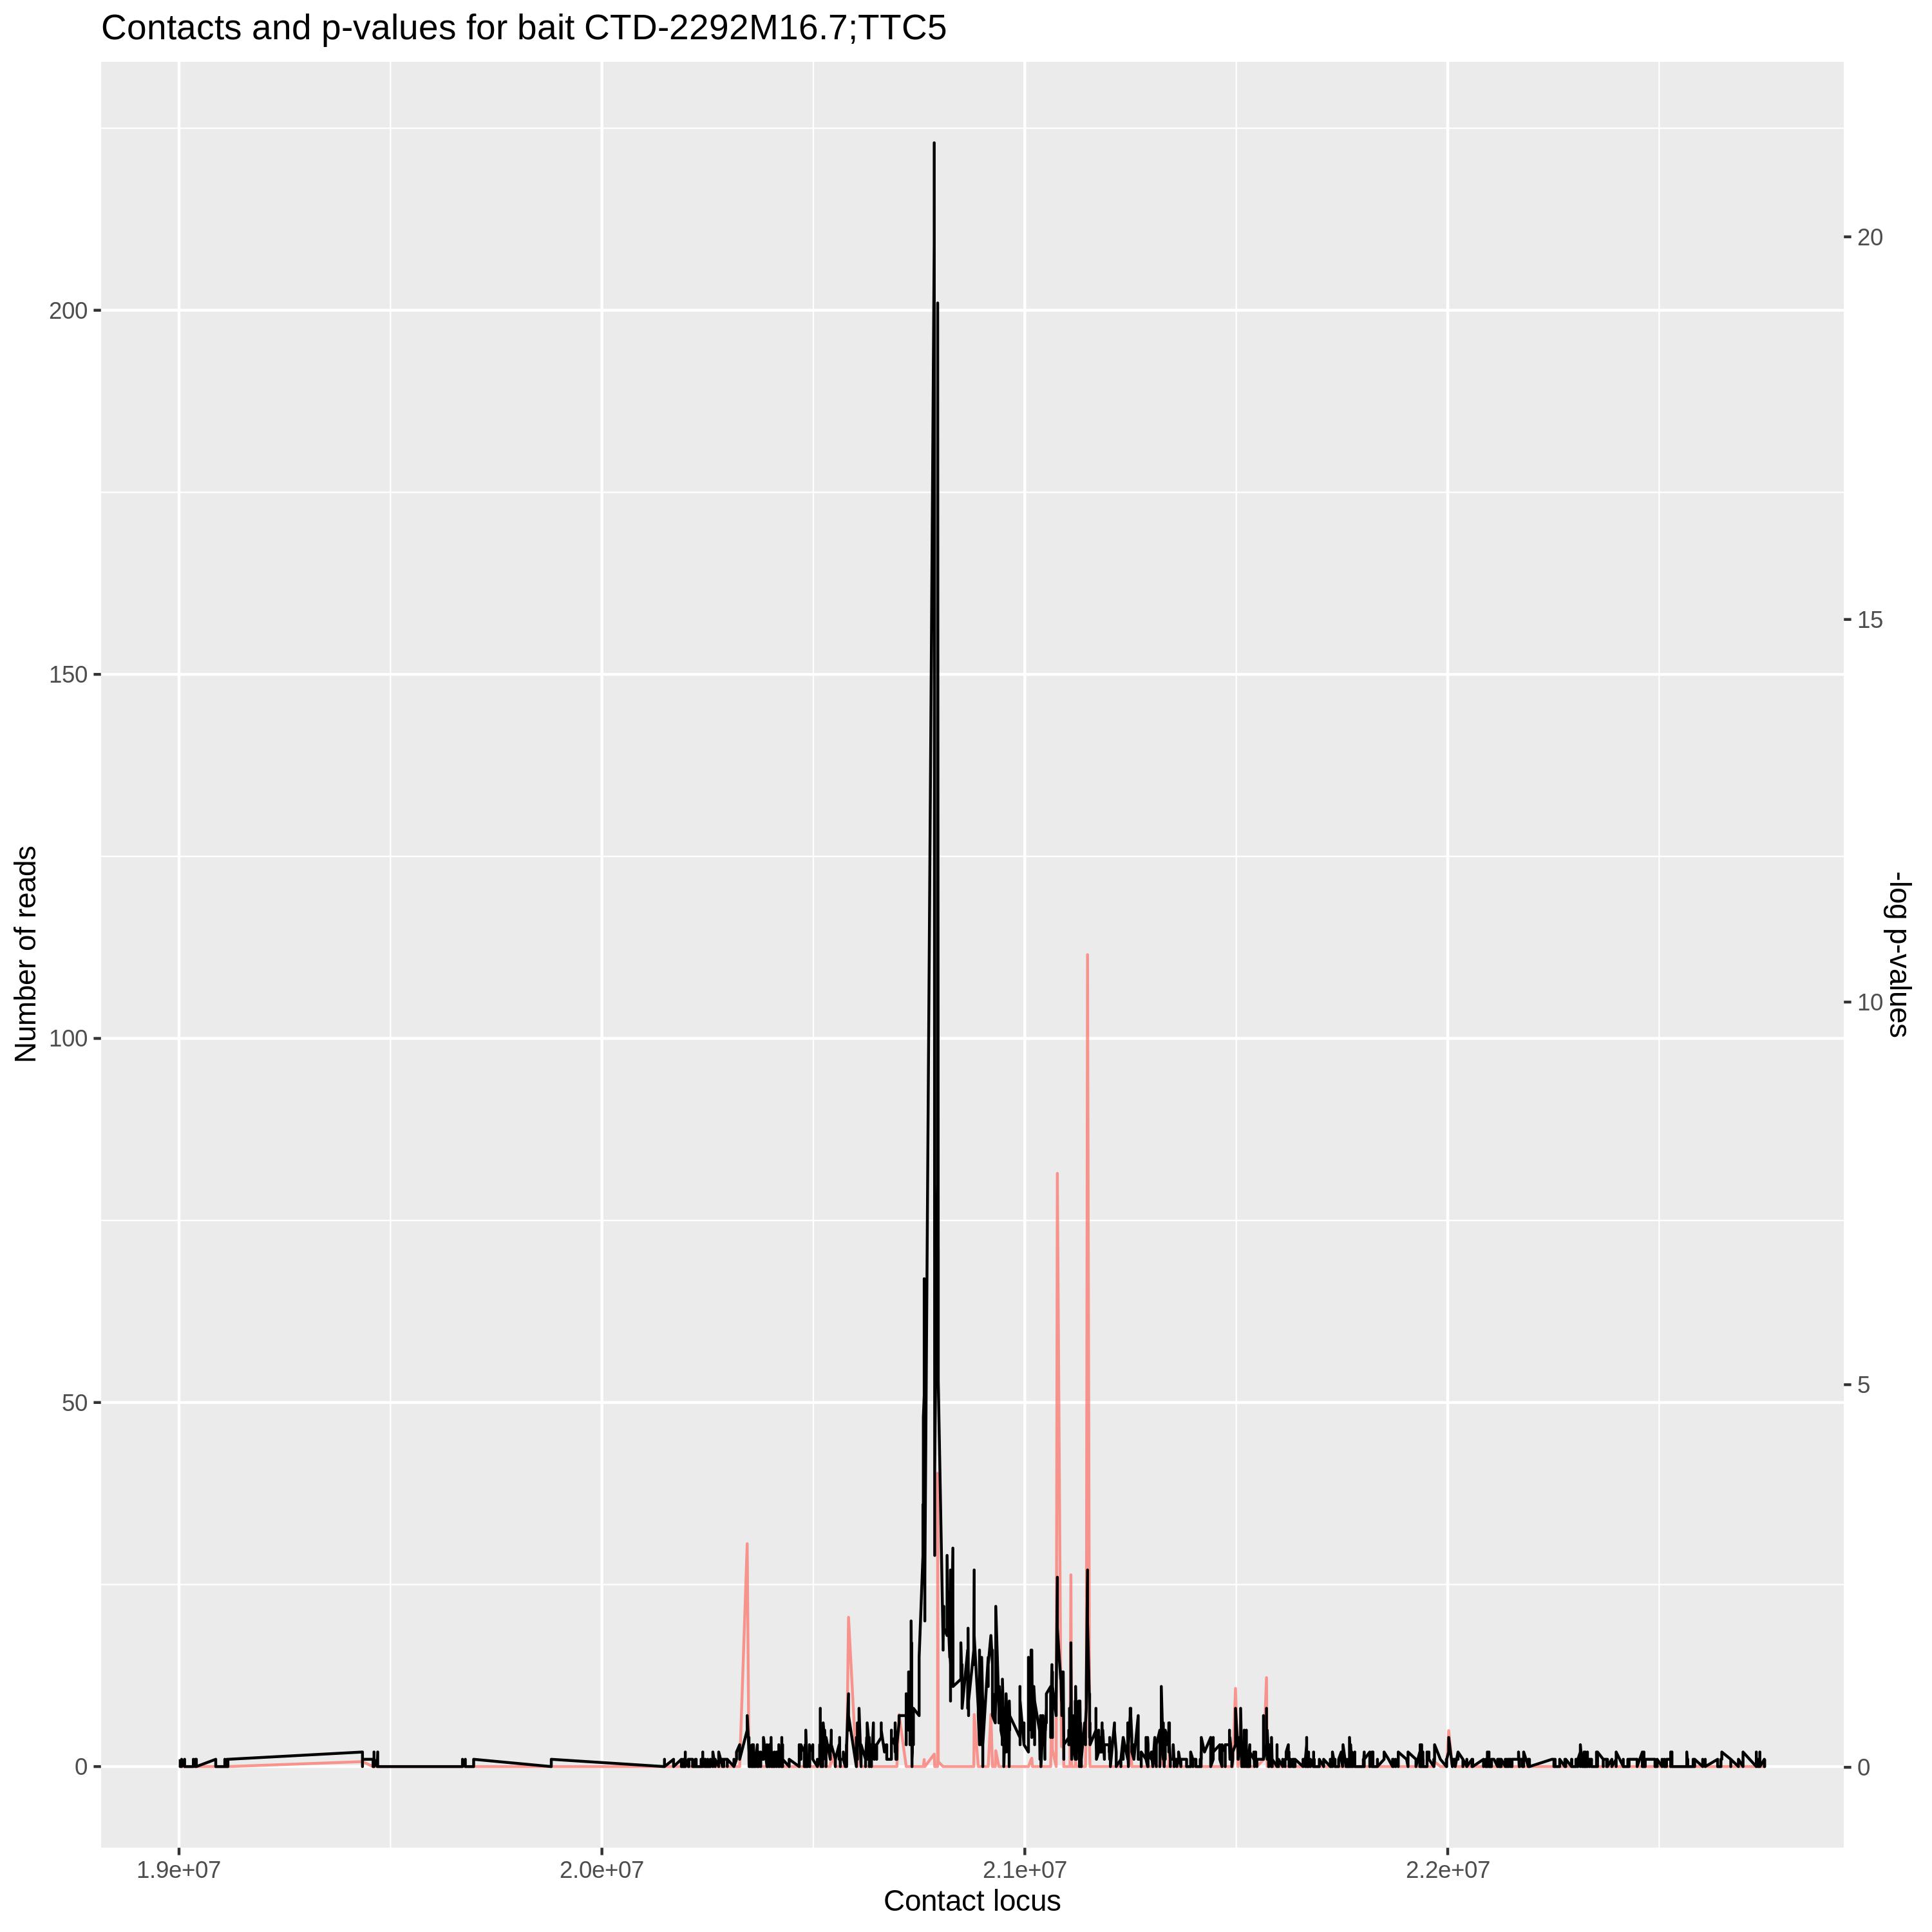 Contacts and p-values for bait CTD-2292M16.7;TTC5
Number of reads
200
150
100
50
0
20
15
10
5
0
-log p-values
1.9e+07
2.0e+07
2.1e+07
2.2e+07
Contact locus